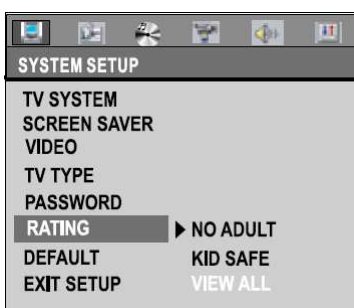 SYSTEM SETUP
TV SYSTEM
SCREEN SAVER
VIDEO
TV TYPE
PASSWORD
RATING NO ADULT
DEFAULT KID SAFE
EXIT SETUP VIEW ALL